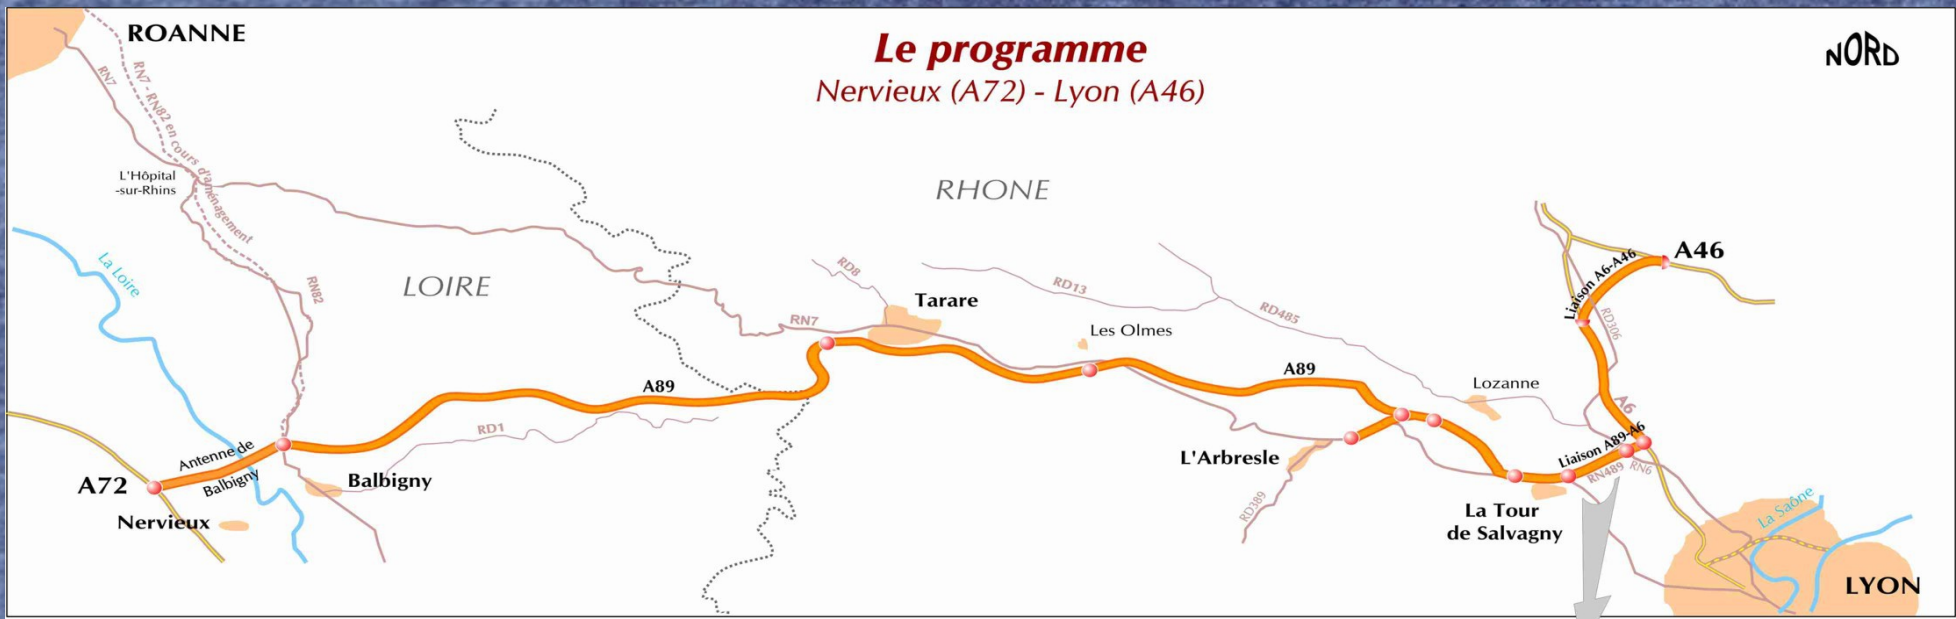 Le programme
Nervieux (A72) - Lyon (A46)
NORD
ROANNE
RN7
RN7 - RN82 en cours d'aménagement
L'Hôpital
-sur-Rhins
La Loire
RN82
LOIRE
RHONE
RD8
Tarare
RD13
RN7
Les Olmes
RD485
A46
Liaison A6-A46
RD306
A89
A89
Lozanne
A6
RD1
Antenne de
Balbigny
Balbigny
A72
Nervieux
L'Arbresle
RD389
Liaison A89-A6
RN489
RN6
La Tour
de Salvagny
La Saône
LYON